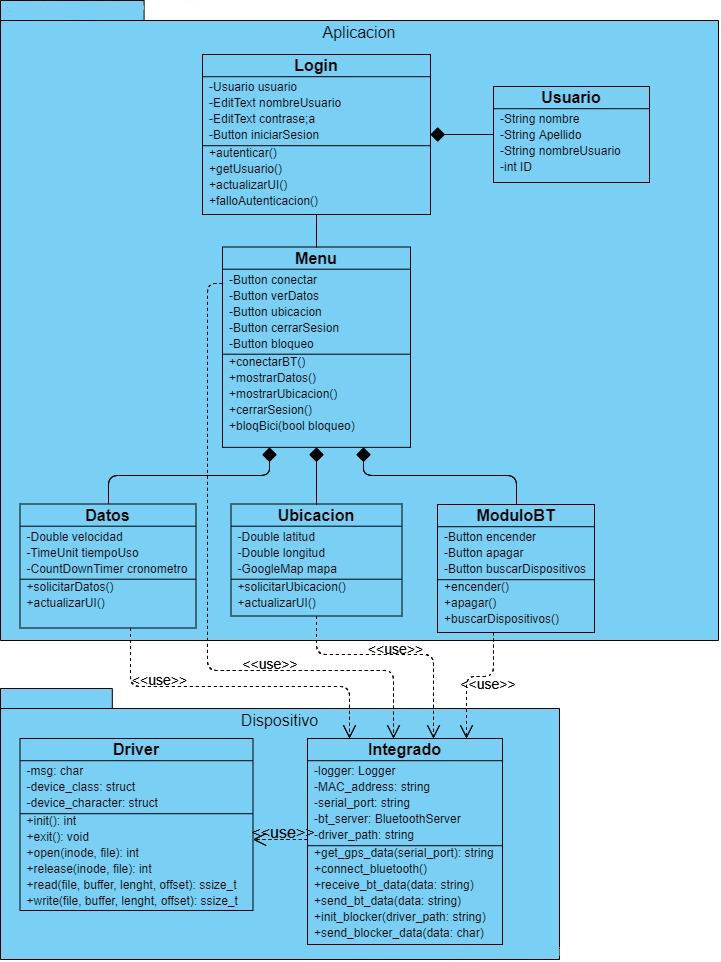 Aplicacion
Login
-Usuario usuario
-EditText nombreUsuario
-EditText contrase;a
-Button iniciarSesion
+autenticar()
+getUsuario()
+actualizarUI()
+falloAutenticacion()
Usuario
-String nombre
-String Apellido
-String nombreUsuario
-int ID
Menu
-Button conectar
-Button verDatos
-Button ubicacion
-Button cerrarSesion
-Button bloqueo
+conectarBT()
+mostrarDatos()
+mostrarUbicacion()
+cerrarSesion()
+bloqBici(bool bloqueo)
Datos
-Double velocidad
-TimeUnit tiempoUso
-CountDownTimer cronometro
+solicitarDatos()
+actualizarUI()
Ubicacion
-Double latitud
-Double longitud
-GoogleMap mapa
+solicitarUbicacion()
+actualizarUI()
ModuloBT
-Button encender
-Button apagar
-Button buscarDispositivos
+encender()
+apagar()
+buscarDispositivos()
<<use>>
<<use>>
<<use>>
<<use>>
Dispositivo
Driver
-msg: char
-device_class: struct
-device_character: struct
+init(): int
+exit(): void
+open(inode, file): int
+release(inode, file): int
+read(file, buffer, lenght, offset): ssize_t
+write(file, buffer, lenght, offset): ssize_t
<<use>>
Integrado
-logger: Logger
-MAC_address: string
-serial_port: string
-bt_server: BluetoothServer
-driver_path: string
+get_gps_data(serial_port): string
+connect_bluetooth()
+receive_bt_data(data: string)
+send_bt_data(data: string)
+init_blocker(driver_path: string)
+send_blocker_data(data: char)